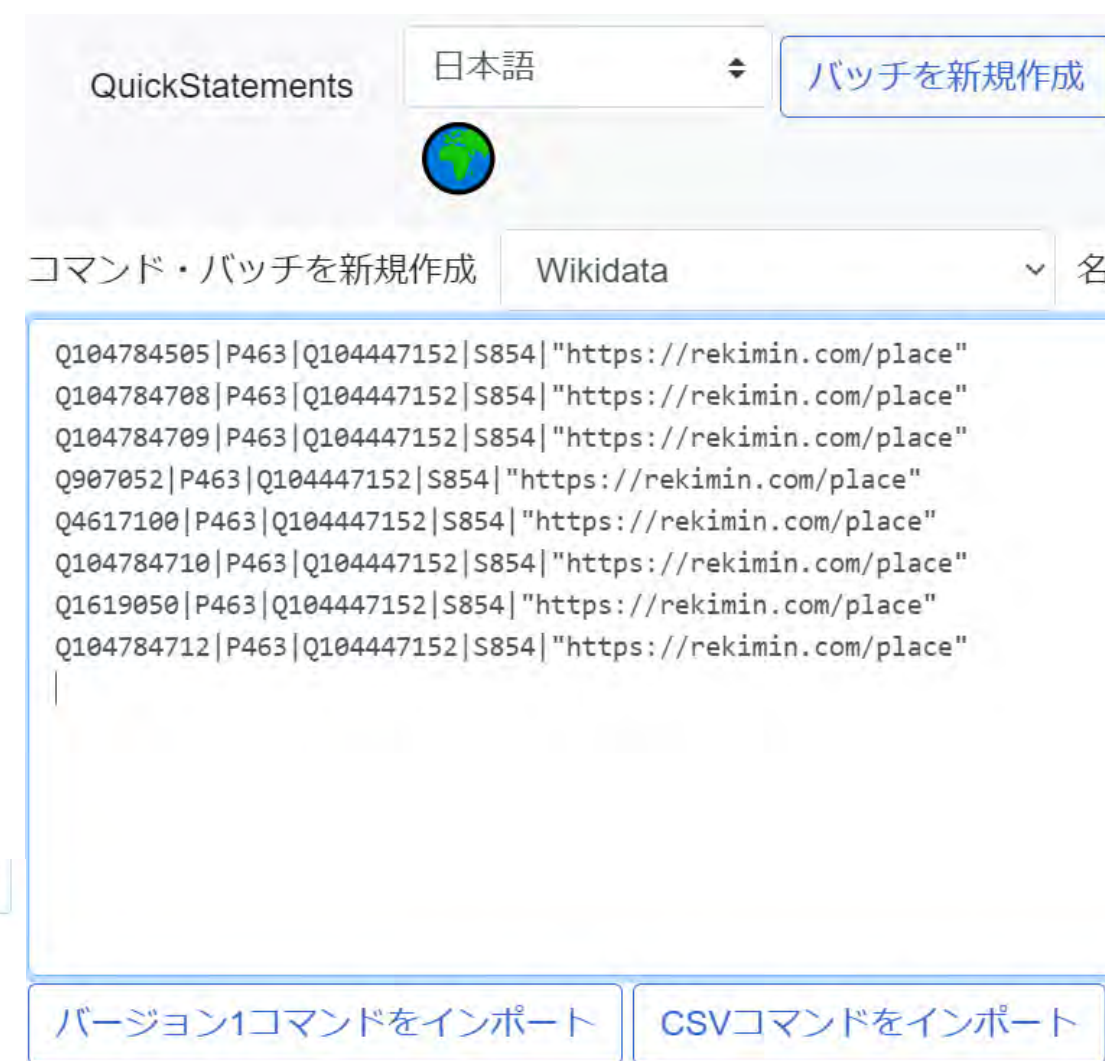 QuickStatements
日本語
バッチを新規作成
コマンド・バッチを新規作成
Wikidata
名
Q104784505|P463|Q104447152|S854|"https://rekimin.com/place"
Q104784708|P463|Q104447152|S854|"https://rekimin.com/place"
Q104784709|P463|Q104447152|S854|"https://rekimin.com/place"
Q907052|P463|Q104447152|S854|"https://rekimin.com/place"
Q4617100|P463|Q104447152|S854|"https://rekimin.com/place"
Q104784710|P463|Q104447152|S854|"https://rekimin.com/place"
Q1619050|P463|Q104447152|S854|"https://rekimin.com/place"
Q104784712|P463|Q104447152|S854|"https://rekimin.com/place"
バージョン1コマンドをインポート
CSVコマンドをインポート